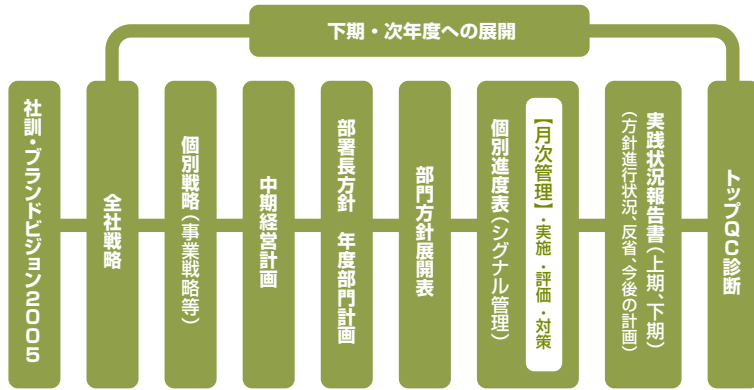 下期・次年度への展開
社訓・ブランドビジョン2005
全社戦略
個別戦略(事業戦略等)
中期経営計画
部署長方針　年度部門計画
部門方針展開表
個別進度表(シグナル管理)
【月次管理】・実施・評価・対策
実践状況報告書(上期、下期)
(方針進行状況、反省、今後の計画)
トップQC診断